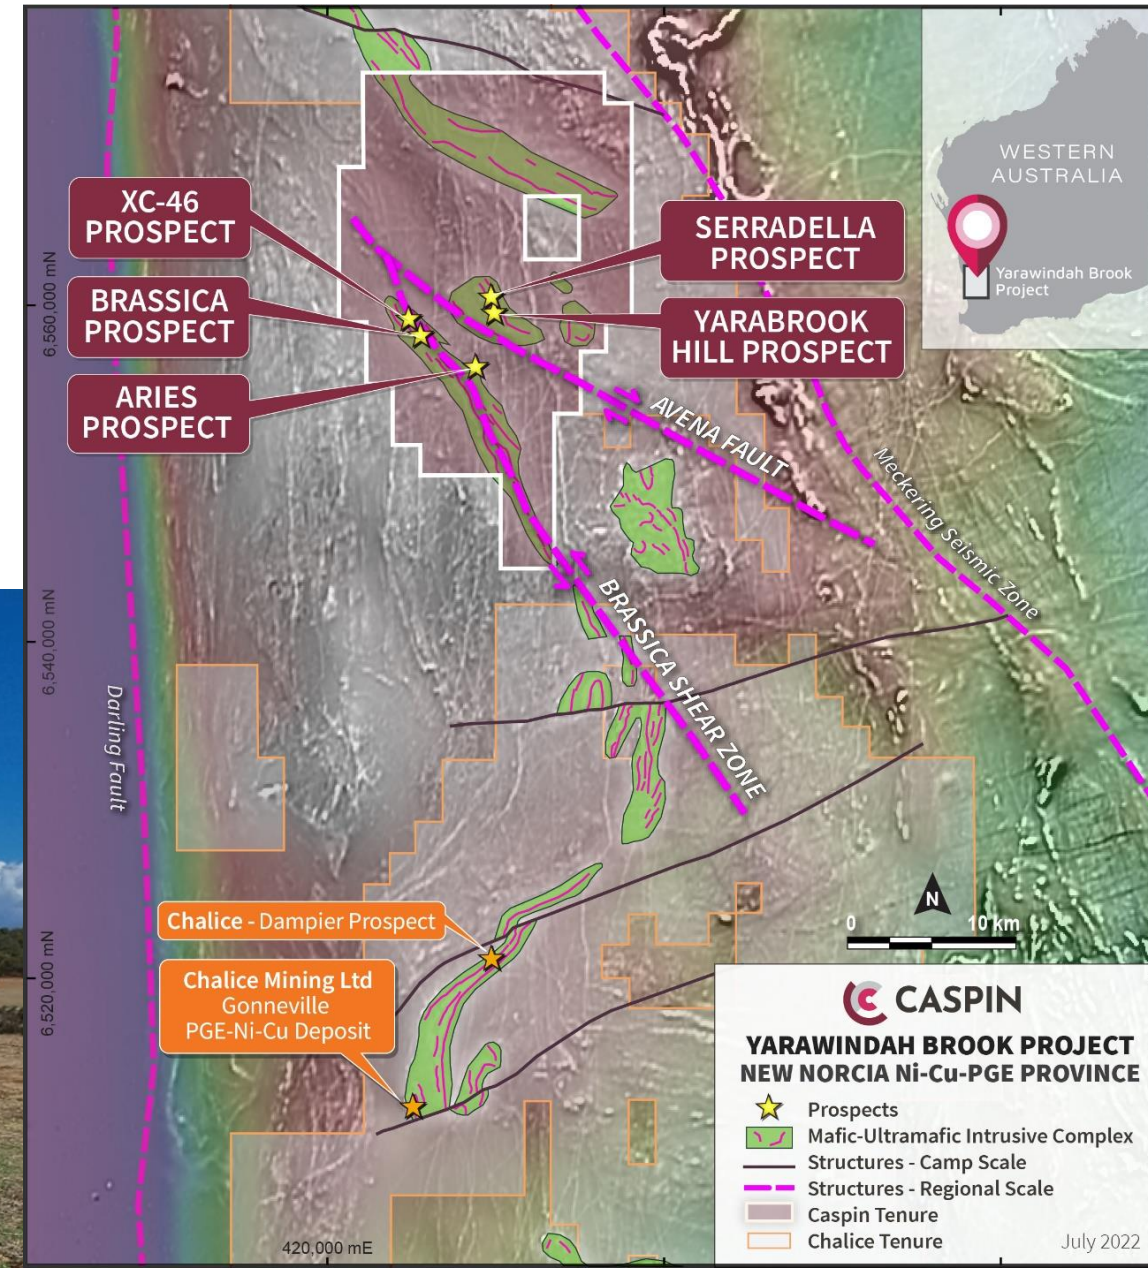 WESTERN
AUSTRALIA
Yarawindah Brook
Project
XC-46
PROSPECT
BRASSICA
PROSPECT
ARIES
PROSPECT
SERRADELLA
PROSPECT
YARABROOK
HILL PROSPECT
AVENA FAULT
Meckering Seismic Zone
BRASSICA SHEAR ZONE
Darling Fault
6,560,000 mN
6,540,000 mN
6,520,000 mN
420,000 mE
Chalice - Dampier Prospect
Chalice Mining Ltd
Gonneville
PGE-Ni-Cu Deposit
N
0 10 km
CASPIN
YARAWINDAH BROOK PROJECT
NEW NORCIA Ni-Cu-PGE PROVINCE
Prospects
Mafic-Ultramafic Intrusive Complex
Structures - Camp Scale
Structures - Regional Scale
Caspin Tenure
Chalice Tenure
July 2022